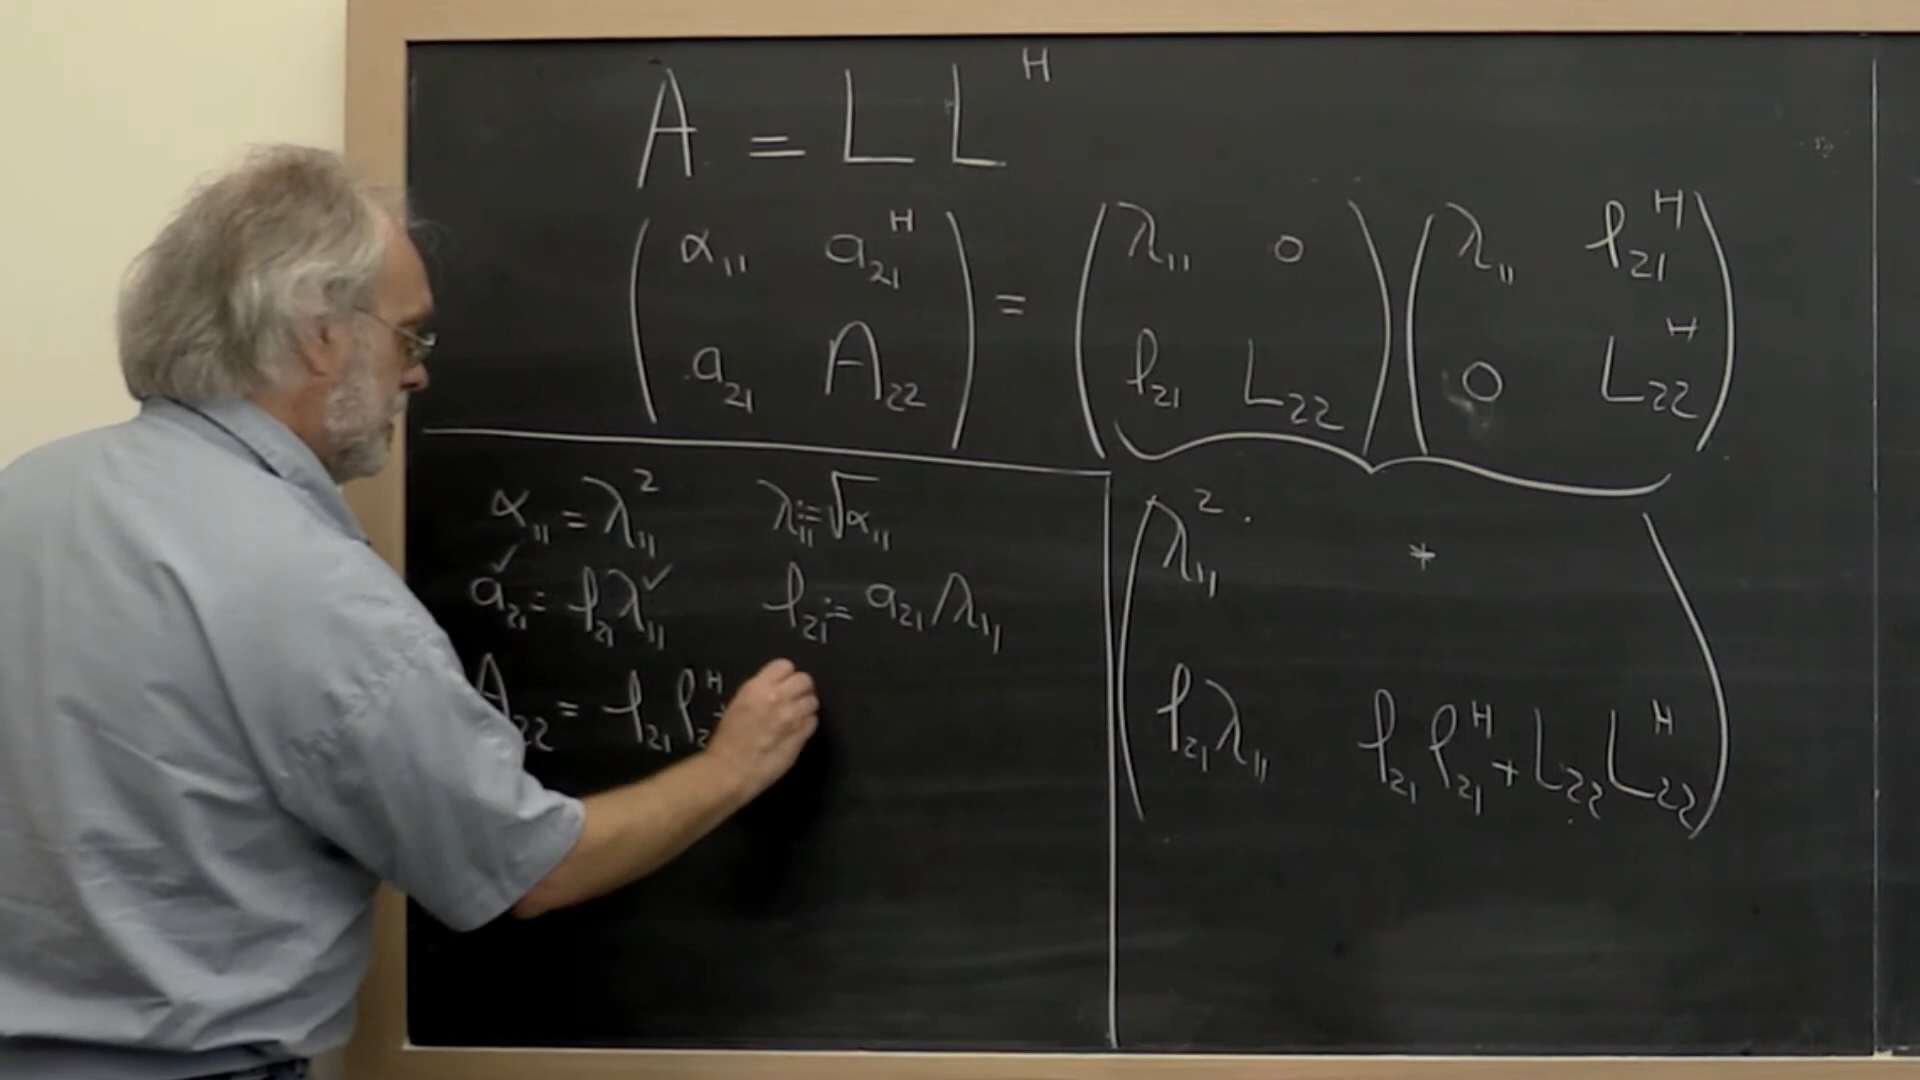 A = L L^H
( α₁₁ a₂₁^H ) = ( λ₁₁ 0 ) ( λ₁₁ ℓ₂₁^H )
( a₂₁ A₂₂ ) ( ℓ₂₁ L₂₂ ) ( 0 L₂₂^H )
α₁₁ = λ₁₁² λ₁₁ := √α₁₁
a₂₁ = ℓ₂₁ λ₁₁ ℓ₂₁ := a₂₁ / λ₁₁
A₂₂ = ℓ₂₁ ℓ₂₁^H
( λ₁₁² * )
( ℓ₂₁ λ₁₁ ℓ₂₁ ℓ₂₁^H + L₂₂ L₂₂^H )